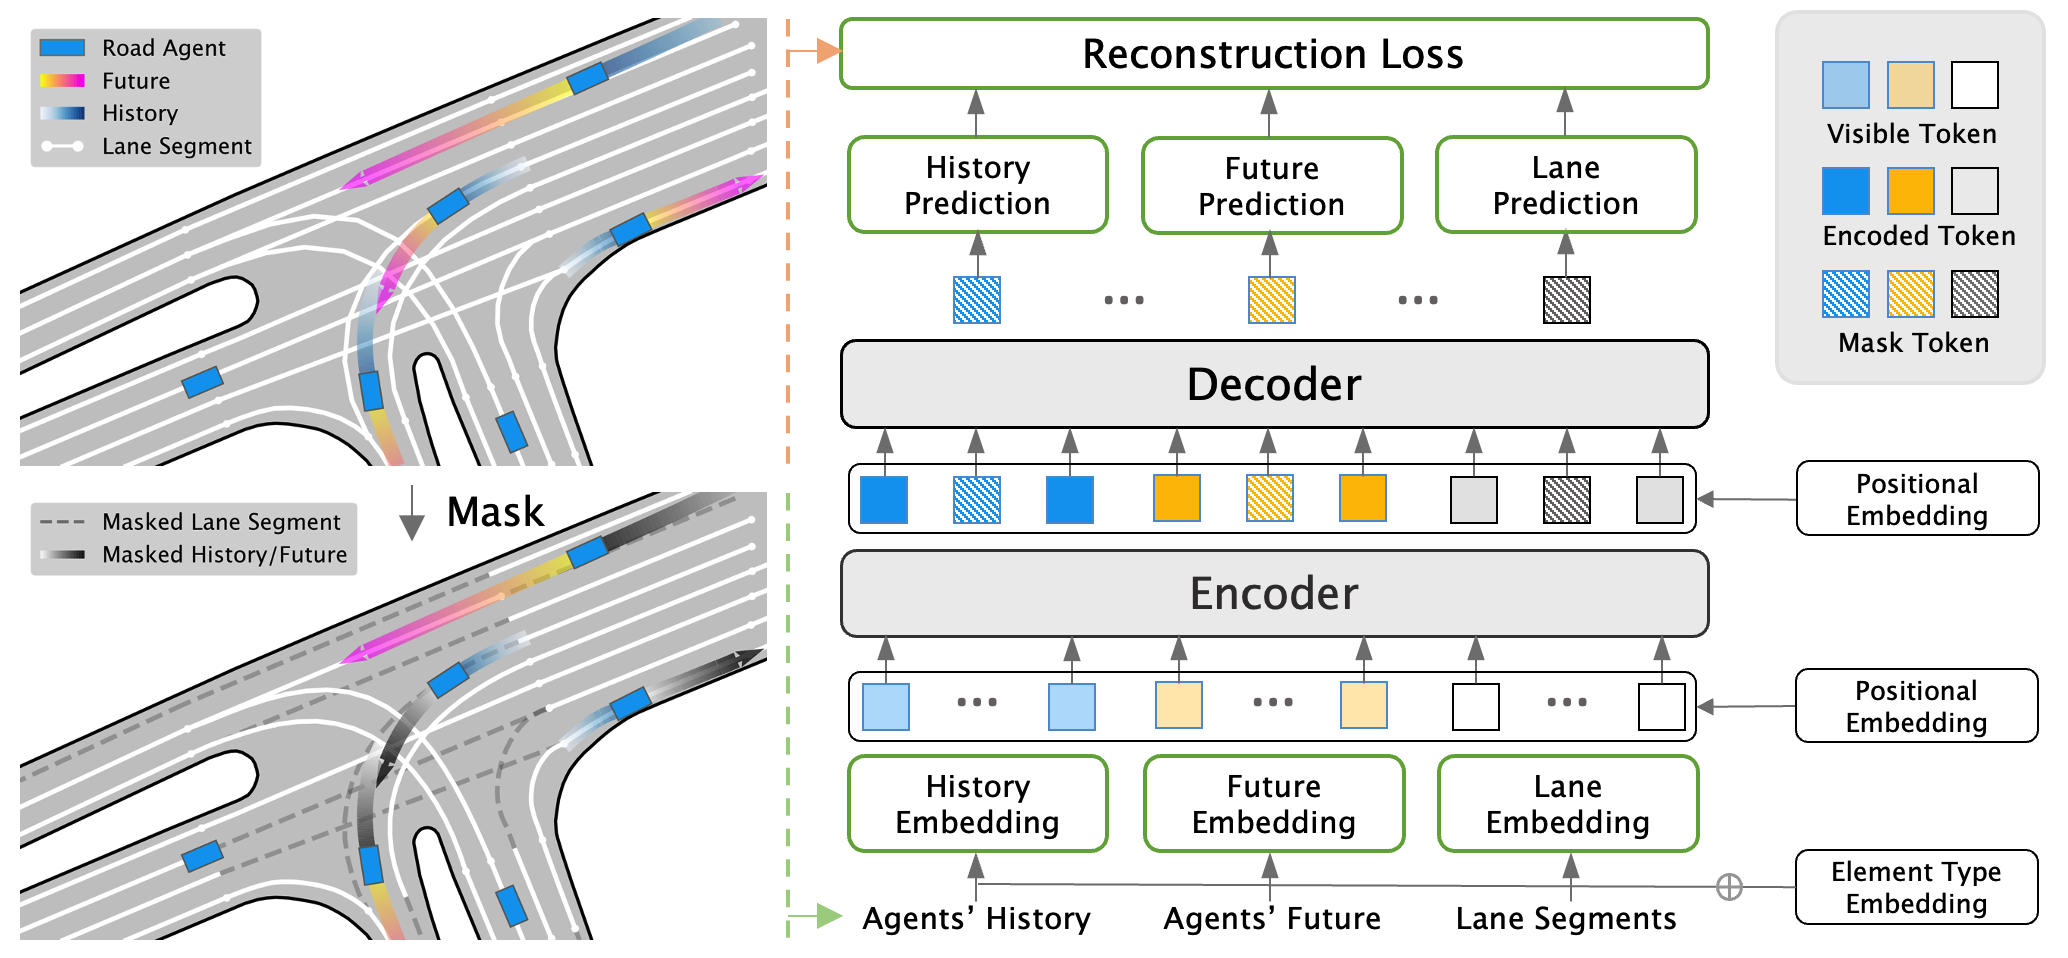 Road Agent
Future
History
Lane Segment
Mask
Masked Lane Segment
Masked History/Future
Reconstruction Loss
History
Prediction
Future
Prediction
Lane
Prediction
...
...
Decoder
Positional
Embedding
Encoder
...
...
...
Positional
Embedding
History
Embedding
Future
Embedding
Lane
Embedding
Element Type
Embedding
Agents’ History
Agents’ Future
Lane Segments
Visible Token
Encoded Token
Mask Token